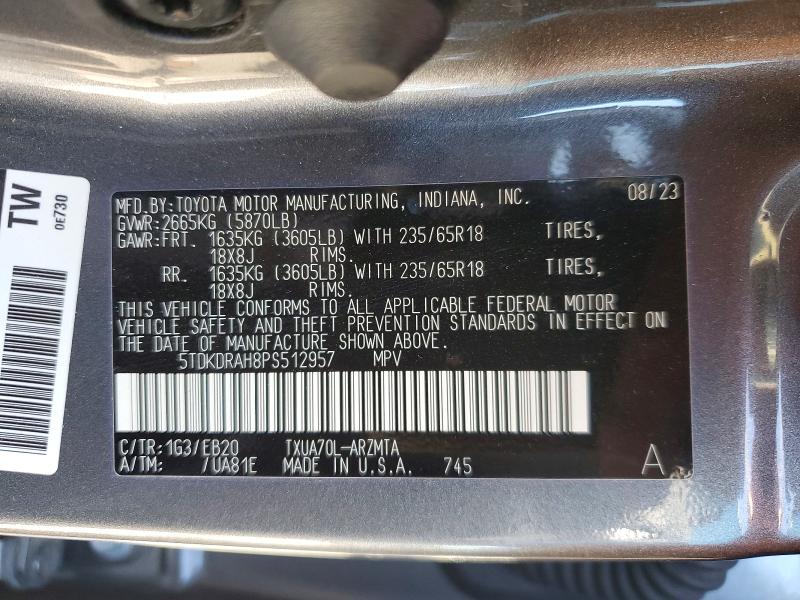 TW
0E730
MFD.BY:TOYOTA MOTOR MANUFACTURING, INDIANA, INC. 08/23
GVWR:2665KG (5870LB)
GAWR:FRT. 1635KG (3605LB) WITH 235/65R18 TIRES,
18X8J RIMS.
RR. 1635KG (3605LB) WITH 235/65R18 TIRES,
18X8J RIMS.
THIS VEHICLE CONFORMS TO ALL APPLICABLE FEDERAL MOTOR
VEHICLE SAFETY AND THEFT PREVENTION STANDARDS IN EFFECT ON
THE DATE OF MANUFACTURE SHOWN ABOVE.
5TDKDRAH8PS512957 MPV
C/TR:1G3/EB20 TXUA70L-ARZMTA
A/TM: /UA81E MADE IN U.S.A. 745 A